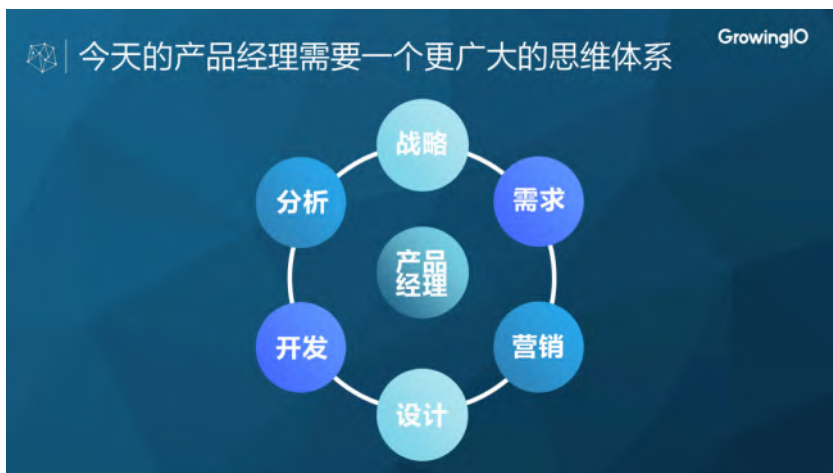 今天的产品经理需要一个更广大的思维体系
GrowingIO
战略
分析
需求
产品
经理
开发
营销
设计